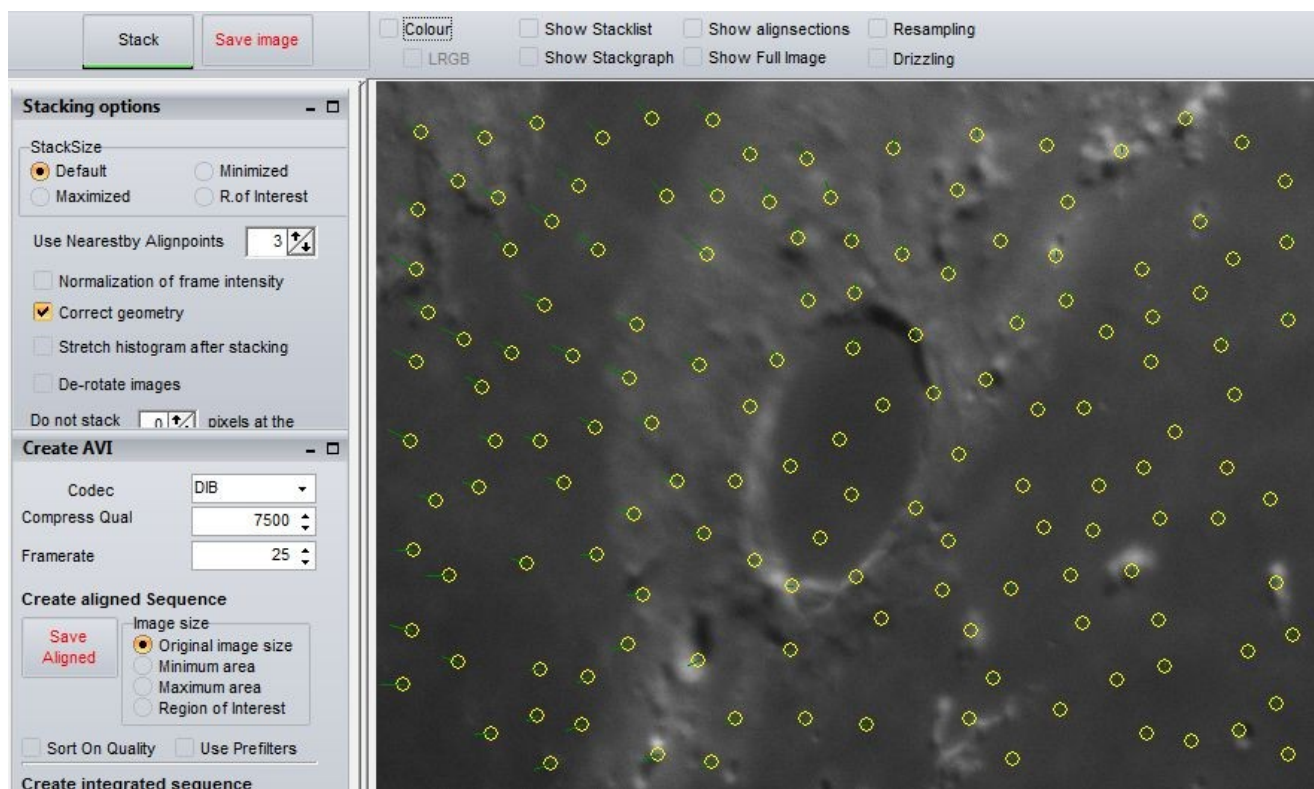 Stack
Save image
Colour
LRGB
Show Stacklist
Show Stackgraph
Show alignsections
Show Full Image
Resampling
Drizzling
Stacking options
StackSize
Default
Minimized
Maximized
R.of Interest
Use Nearestby Alignpoints 3
Normalization of frame intensity
Correct geometry
Stretch histogram after stacking
De-rotate images
Do not stack 0 pixels at the
Create AVI
Codec DIB
Compress Qual 7500
Framerate 25
Create aligned Sequence
Save Aligned
Image size
Original image size
Minimum area
Maximum area
Region of Interest
Sort On Quality
Use Prefilters
Create integrated sequence